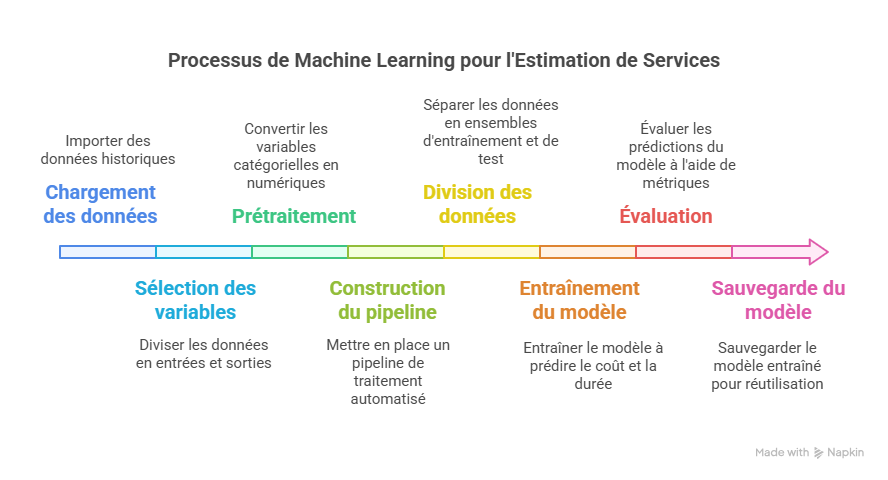 Processus de Machine Learning pour l'Estimation de Services
Importer des
données historiques
Chargement
des données
Sélection des
variables
Diviser les données
en entrées et sorties
Convertir les
variables
catégorielles en
numériques
Prétraitement
Construction
du pipeline
Mettre en place un
pipeline de
traitement
automatisé
Séparer les données
en ensembles
d'entraînement et de
test
Division des
données
Entraînement
du modèle
Entraîner le modèle à
prédire le coût et la
durée
Évaluer les
prédictions du
modèle à l'aide de
métriques
Évaluation
Sauvegarde du
modèle
Sauvegarder le
modèle entraîné
pour réutilisation
Made with Napkin